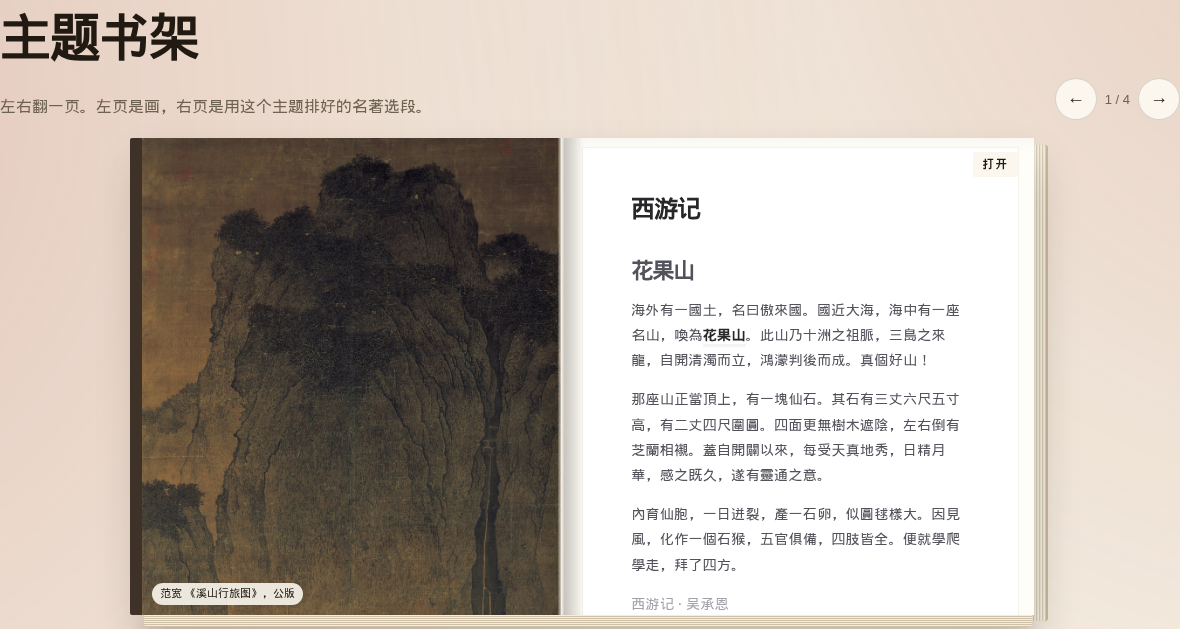 主题书架
左右翻一页。左页是画，右页是用这个主题排好的名著选段。
← 1 / 4 →
打开
西游记
花果山
海外有一國土，名曰傲來國。國近大海，海中有一座
名山，喚為花果山。此山乃十洲之祖脈，三島之來
龍，自開清濁而立，鴻濛判後而成。真個好山！
那座山正當頂上，有一塊仙石。其石有三丈六尺五寸
高，有二丈四尺圍圓。四面更無樹木遮陰，左右倒有
芝蘭相襯。蓋自開闢以來，每受天真地秀，日精月
華，感之既久，遂有靈通之意。
內育仙胞，一日迸裂，產一石卵，似圓毬樣大。因見
風，化作一個石猴，五官俱備，四肢皆全。便就學爬
學走，拜了四方。
西游记 · 吴承恩
范宽 《溪山行旅图》，公版